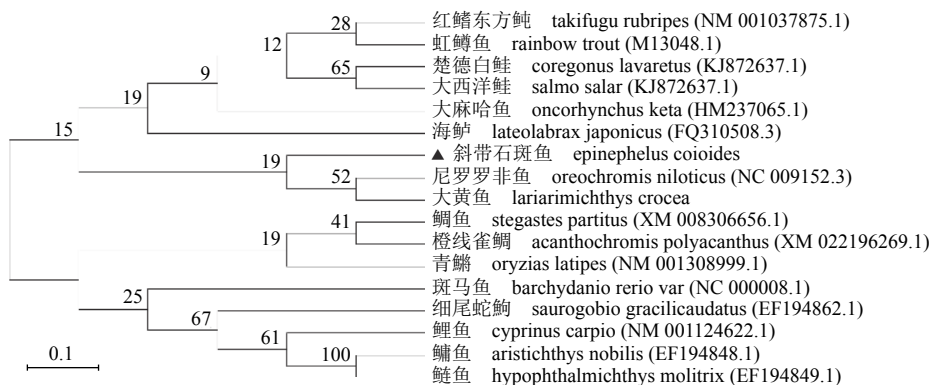 28 红鳍东方鲀 takifugu rubripes (NM 001037875.1)
12 虹鳟鱼 rainbow trout (M13048.1)
9 65 楚德白鲑 coregonus lavaretus (KJ872637.1)
大西洋鲑 salmo salar (KJ872637.1)
19 大麻哈鱼 oncorhynchus keta (HM237065.1)
15 海鲈 lateolabrax japonicus (FQ310508.3)
19 ▲ 斜带石斑鱼 epinephelus coioides
52 尼罗罗非鱼 oreochromis niloticus (NC 009152.3)
大黄鱼 lariarimichthys crocea
41 鲷鱼 stegastes partitus (XM 008306656.1)
19 橙线雀鲷 acanthochromis polyacanthus (XM 022196269.1)
青鳉 oryzias latipes (NM 001308999.1)
25 斑马鱼 barchydanio rerio var (NC 000008.1)
67 细尾蛇鮈 saurogobio gracilicaudatus (EF194862.1)
61 鲤鱼 cyprinus carpio (NM 001124622.1)
0.1 100 鳙鱼 aristichthys nobilis (EF194848.1)
鲢鱼 hypophthalmichthys molitrix (EF194849.1)